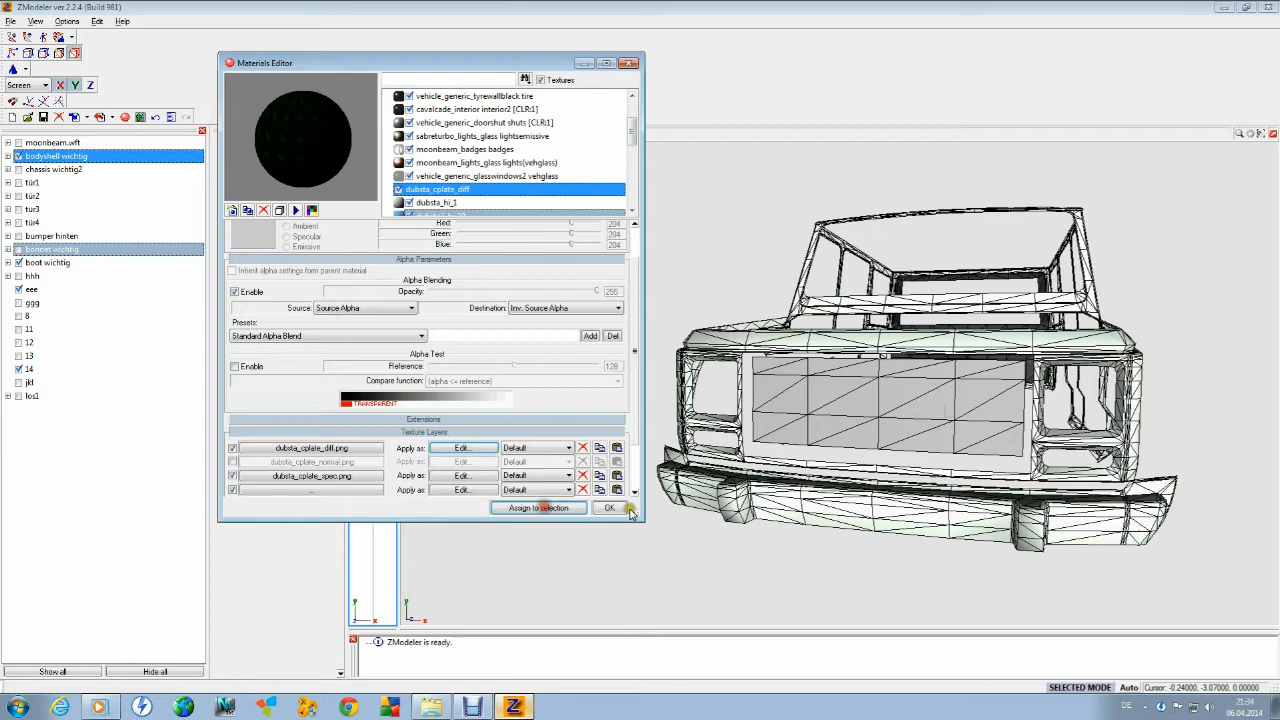 ZModeler ver 2.2.4 (Build 981)
File View Options Edit Help
Screen X Y Z
moonbeam.wft
bodyshell wichtig
chassis wichtig2
tür1
tür2
tür3
tür4
bumper hinten
bonnet wichtig
boot wichtig
hhh
eee
ggg
8
11
12
13
14
jkl
los1
Show all Hide all
Materials Editor
Textures
vehicle_generic_tyrewallblack tire
cavalcade_interior interior2 [CLR:1]
vehicle_generic_doorshut shuts [CLR:1]
sabreturbo_lights_glass lightsemissive
moonbeam_badges badges
moonbeam_lights_glass lights(vehglass)
vehicle_generic_glasswindows2 vehglass
dubsta_cplate_diff
dubsta_hi_1
Ambient
Specular
Emissive
Red: 204
Green: 204
Blue: 204
Alpha Parameters
Inherit alpha settings form parent material
Alpha Blending
Enable Opacity: 255
Source: Source Alpha Destination: Inv. Source Alpha
Presets:
Standard Alpha Blend Add Del
Alpha Test
Enable Reference: 128
Compare function: (alpha <= reference)
TRANSPARENT
Extensions
Texture Layers
dubsta_cplate_diff.png Apply as: Edit... Default
dubsta_cplate_normal.png Apply as: Edit... Default
dubsta_cplate_spec.png Apply as: Edit... Default
... Apply as: Edit... Default
Assign to selection OK
y x
y z
ZModeler is ready.
SELECTED MODE Auto Cursor: -0.24000, -3.07000, 0.00000
DE 21:34
06.04.2014